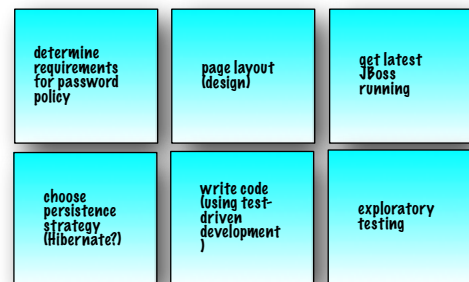 determine
requirements
for password
policy
page layout
(design)
get latest
JBoss
running
choose
persistence
strategy
(Hibernate?)
write code
(using test-
driven
development
)
exploratory
testing